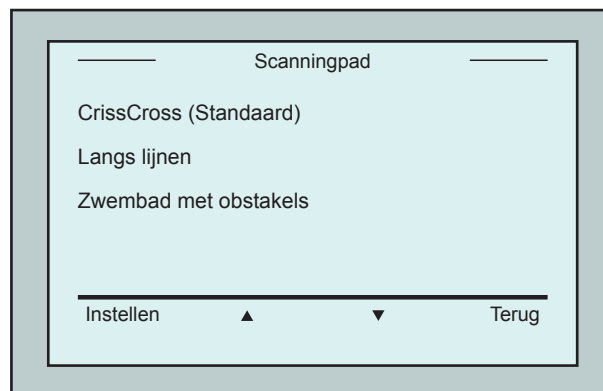 Scanningpad
CrissCross (Standaard)
Langs lijnen
Zwembad met obstakels
Instellen ▲ ▼ Terug